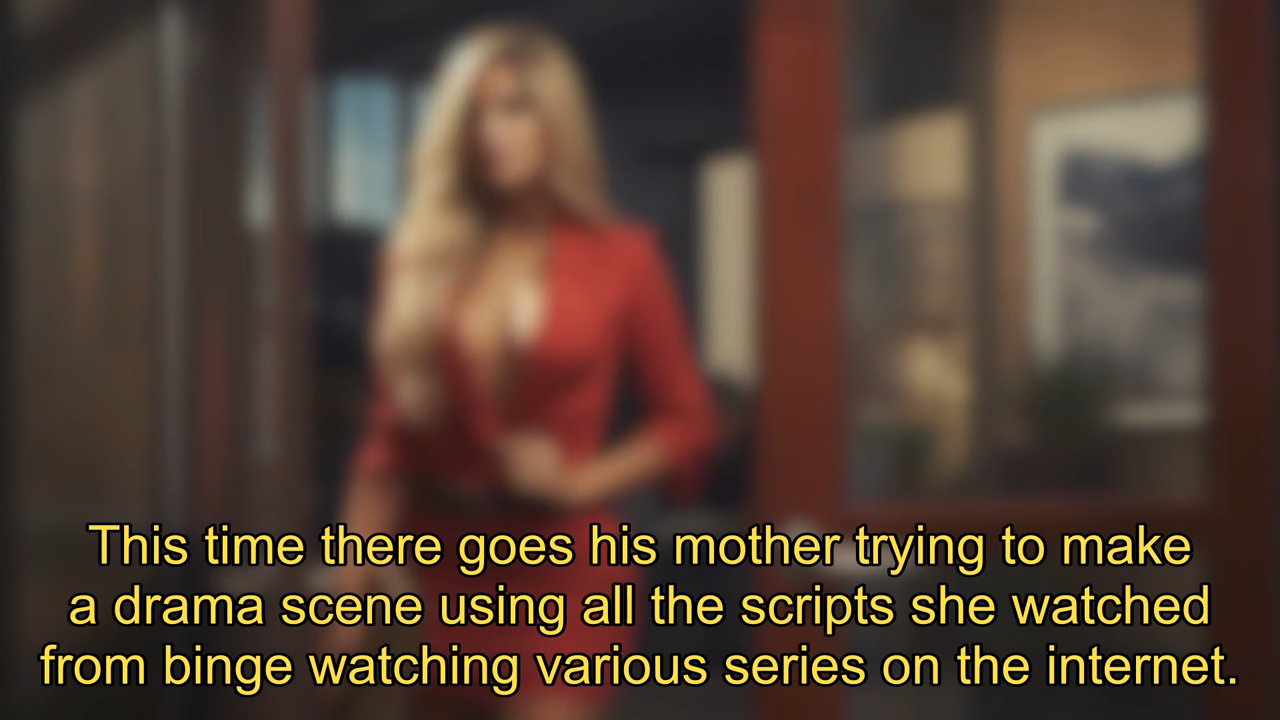 This time there goes his mother trying to make
a drama scene using all the scripts she watched
from binge watching various series on the internet.